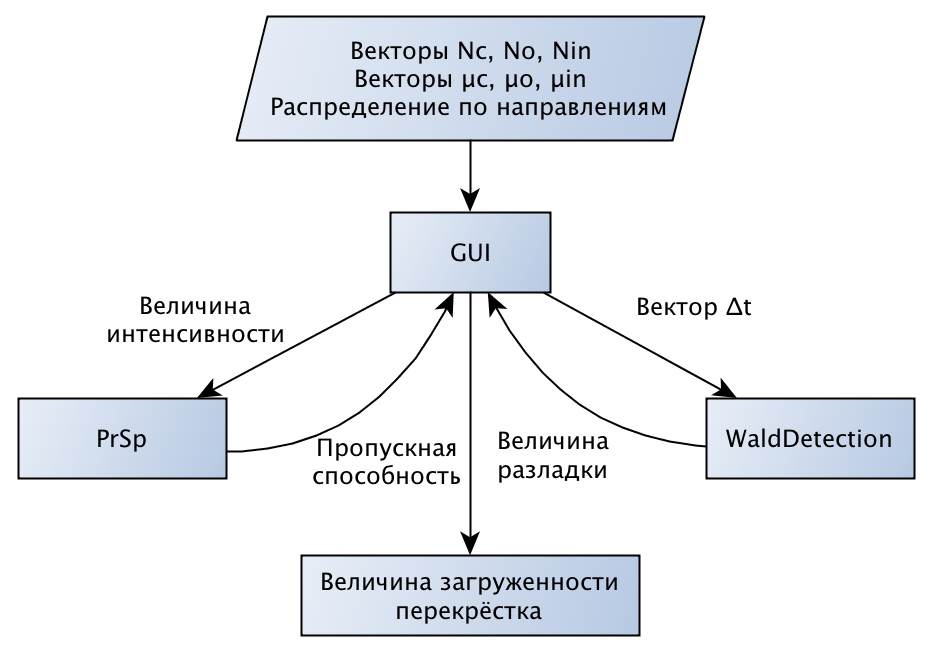 Векторы Nc, No, Nin
Векторы μc, μo, μin
Распределение по направлениям
GUI
Величина
интенсивности
Вектор Δt
PrSp
WaldDetection
Пропускная
способность
Величина
разладки
Величина загруженности
перекрёстка